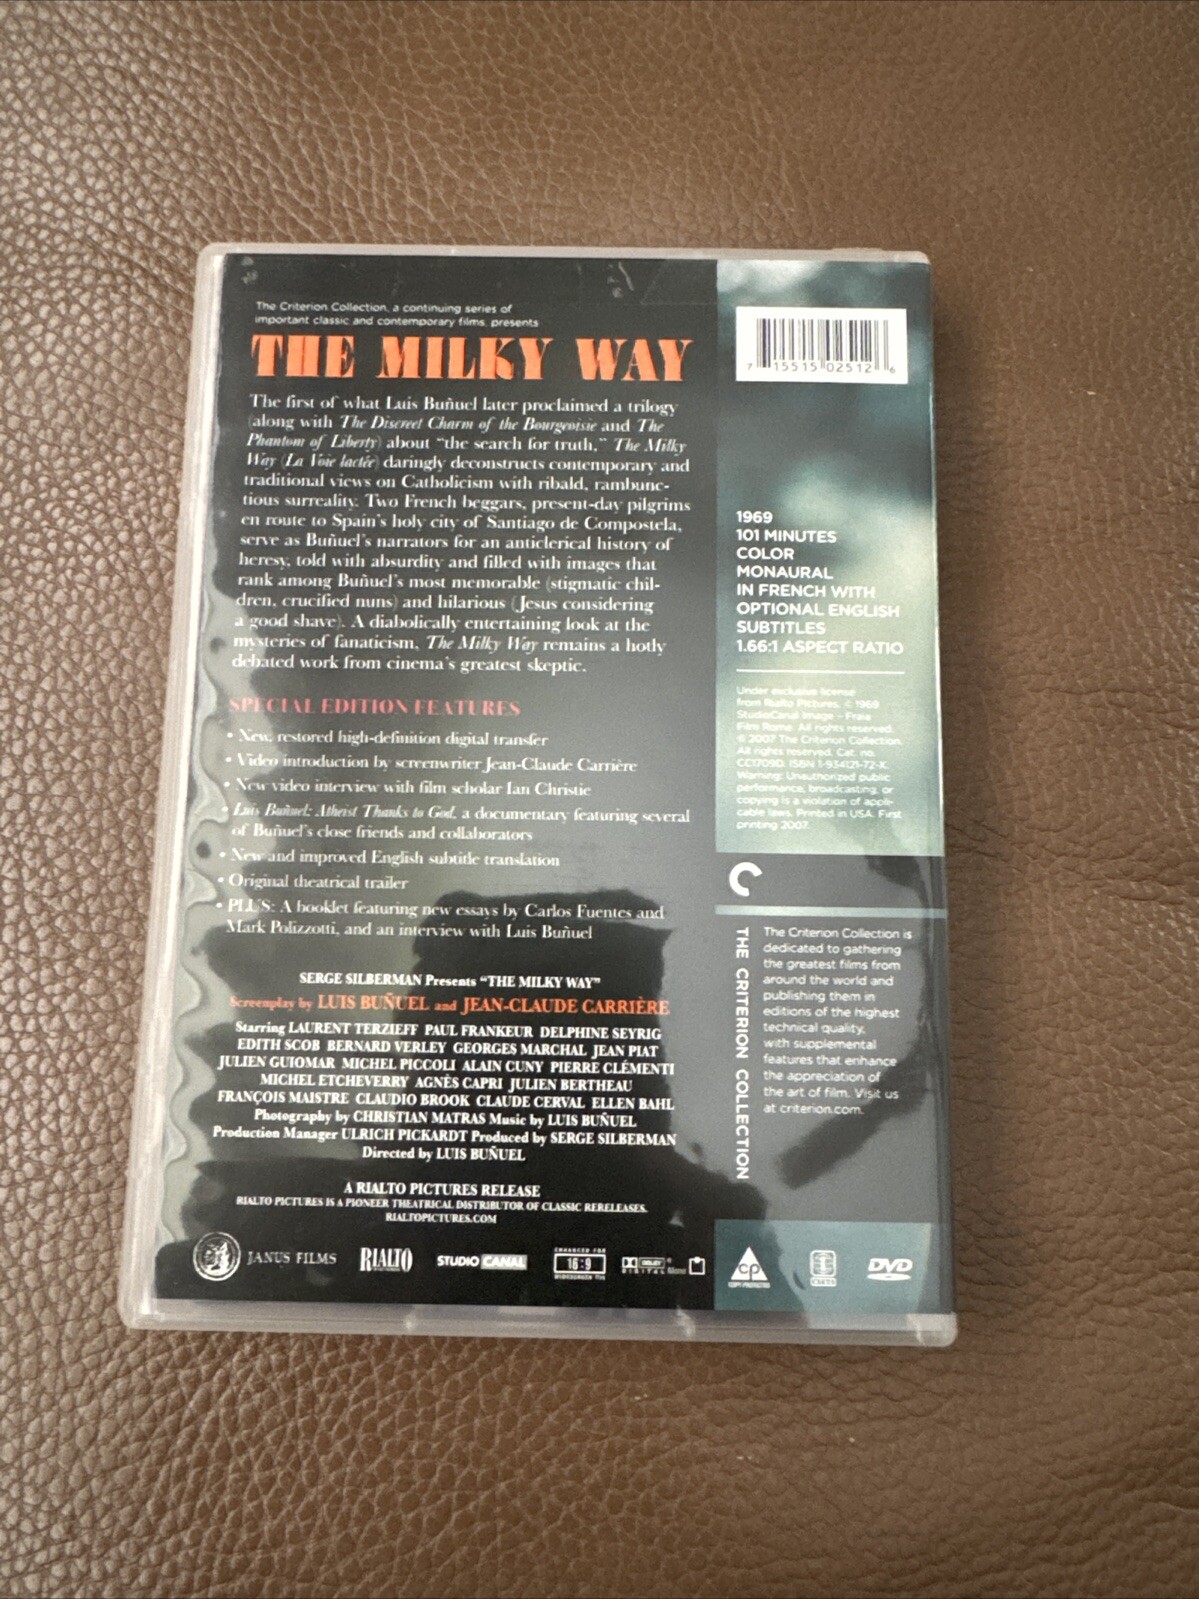 The Criterion Collection, a continuing series of
important classic and contemporary films, presents
THE MILKY WAY
The first of what Luis Buñuel later proclaimed a trilogy
(along with The Discreet Charm of the Bourgeoisie and The
Phantom of Liberty) about “the search for truth,” The Milky
Way (La Voie lactée) daringly deconstructs contemporary and
traditional views on Catholicism with ribald, rambunc-
tious surreality. Two French beggars, present-day pilgrims
en route to Spain’s holy city of Santiago de Compostela,
serve as Buñuel’s narrators for an anticlerical history of
heresy, told with absurdity and filled with images that
rank among Buñuel’s most memorable (stigmatic chil-
dren, crucified nuns) and hilarious (Jesus considering
a good shave). A diabolically entertaining look at the
mysteries of fanaticism, The Milky Way remains a hotly
debated work from cinema’s greatest skeptic.
SPECIAL EDITION FEATURES
• New, restored high-definition digital transfer
• Video introduction by screenwriter Jean-Claude Carrière
• New video interview with film scholar Ian Christie
• Luis Buñuel: Atheist Thanks to God, a documentary featuring several
of Buñuel’s close friends and collaborators
• New and improved English subtitle translation
• Original theatrical trailer
• PLUS: A booklet featuring new essays by Carlos Fuentes and
Mark Polizzotti, and an interview with Luis Buñuel
SERGE SILBERMAN Presents “THE MILKY WAY”
Screenplay by LUIS BUÑUEL and JEAN-CLAUDE CARRIÈRE
Starring LAURENT TERZIEFF PAUL FRANKEUR DELPHINE SEYRIG
EDITH SCOB BERNARD VERLEY GEORGES MARCHAL JEAN PIAT
JULIEN GUIOMAR MICHEL PICCOLI ALAIN CUNY PIERRE CLÉMENTI
MICHEL ETCHEVERRY AGNÈS CAPRI JULIEN BERTHEAU
FRANÇOIS MAISTRE CLAUDIO BROOK CLAUDE CERVAL ELLEN BAHL
Photography by CHRISTIAN MATRAS Music by LUIS BUÑUEL
Production Manager ULRICH PICKARDT Produced by SERGE SILBERMAN
Directed by LUIS BUÑUEL
A RIALTO PICTURES RELEASE
RIALTO PICTURES IS A PIONEER THEATRICAL DISTRIBUTOR OF CLASSIC RERELEASES.
RIALTOPICTURES.COM
JANUS FILMS
RIALTO
STUDIO CANAL
ENHANCED FOR
16:9
WIDESCREEN TVS
DOLBY
DIGITAL
7 15515 02512 6
1969
101 MINUTES
COLOR
MONAURAL
IN FRENCH WITH
OPTIONAL ENGLISH
SUBTITLES
1.66:1 ASPECT RATIO
Under exclusive license
from Rialto Pictures. © 1969
StudioCanal Image – Fraia
Film Rome. All rights reserved.
© 2007 The Criterion Collection.
All rights reserved. Cat. no.
CC1709D. ISBN 1-934121-72-X.
Warning: Unauthorized public
performance, broadcasting, or
copying is a violation of appli-
cable laws. Printed in USA. First
printing 2007.
THE CRITERION COLLECTION
The Criterion Collection is
dedicated to gathering
the greatest films from
around the world and
publishing them in
editions of the highest
technical quality,
with supplemental
features that enhance
the appreciation of
the art of film. Visit us
at criterion.com.
CP
COPY PROTECTED
DVD